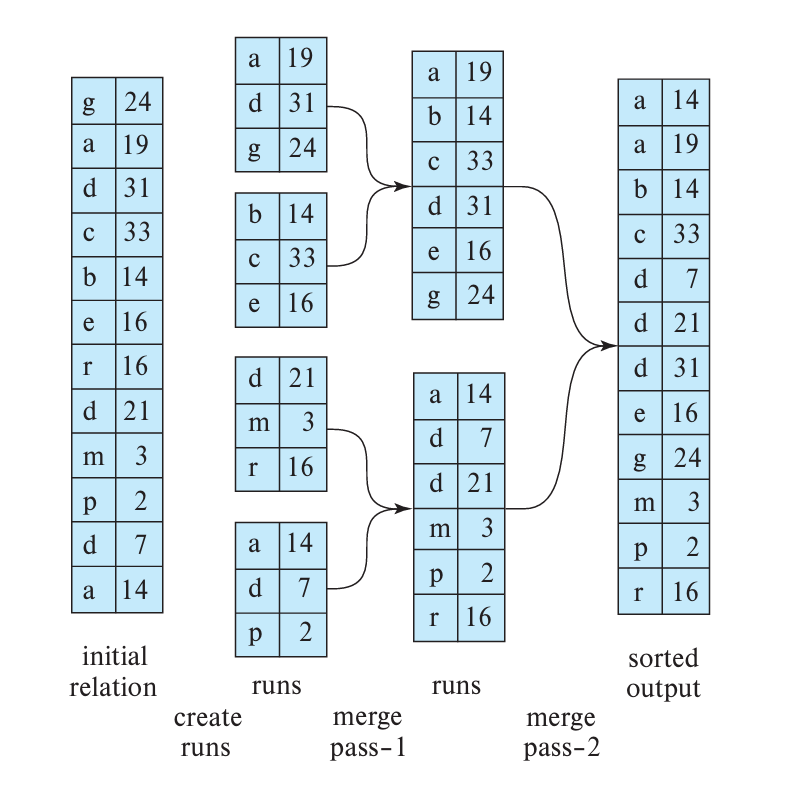 g 24
a 19
d 31
c 33
b 14
e 16
r 16
d 21
m 3
p 2
d 7
a 14
initial
relation
a 19
d 31
g 24
b 14
c 33
e 16
d 21
m 3
r 16
a 14
d 7
p 2
runs
create
runs
a 19
b 14
c 33
d 31
e 16
g 24
a 14
d 7
d 21
m 3
p 2
r 16
runs
merge
pass–1
a 14
a 19
b 14
c 33
d 7
d 21
d 31
e 16
g 24
m 3
p 2
r 16
sorted
output
merge
pass–2